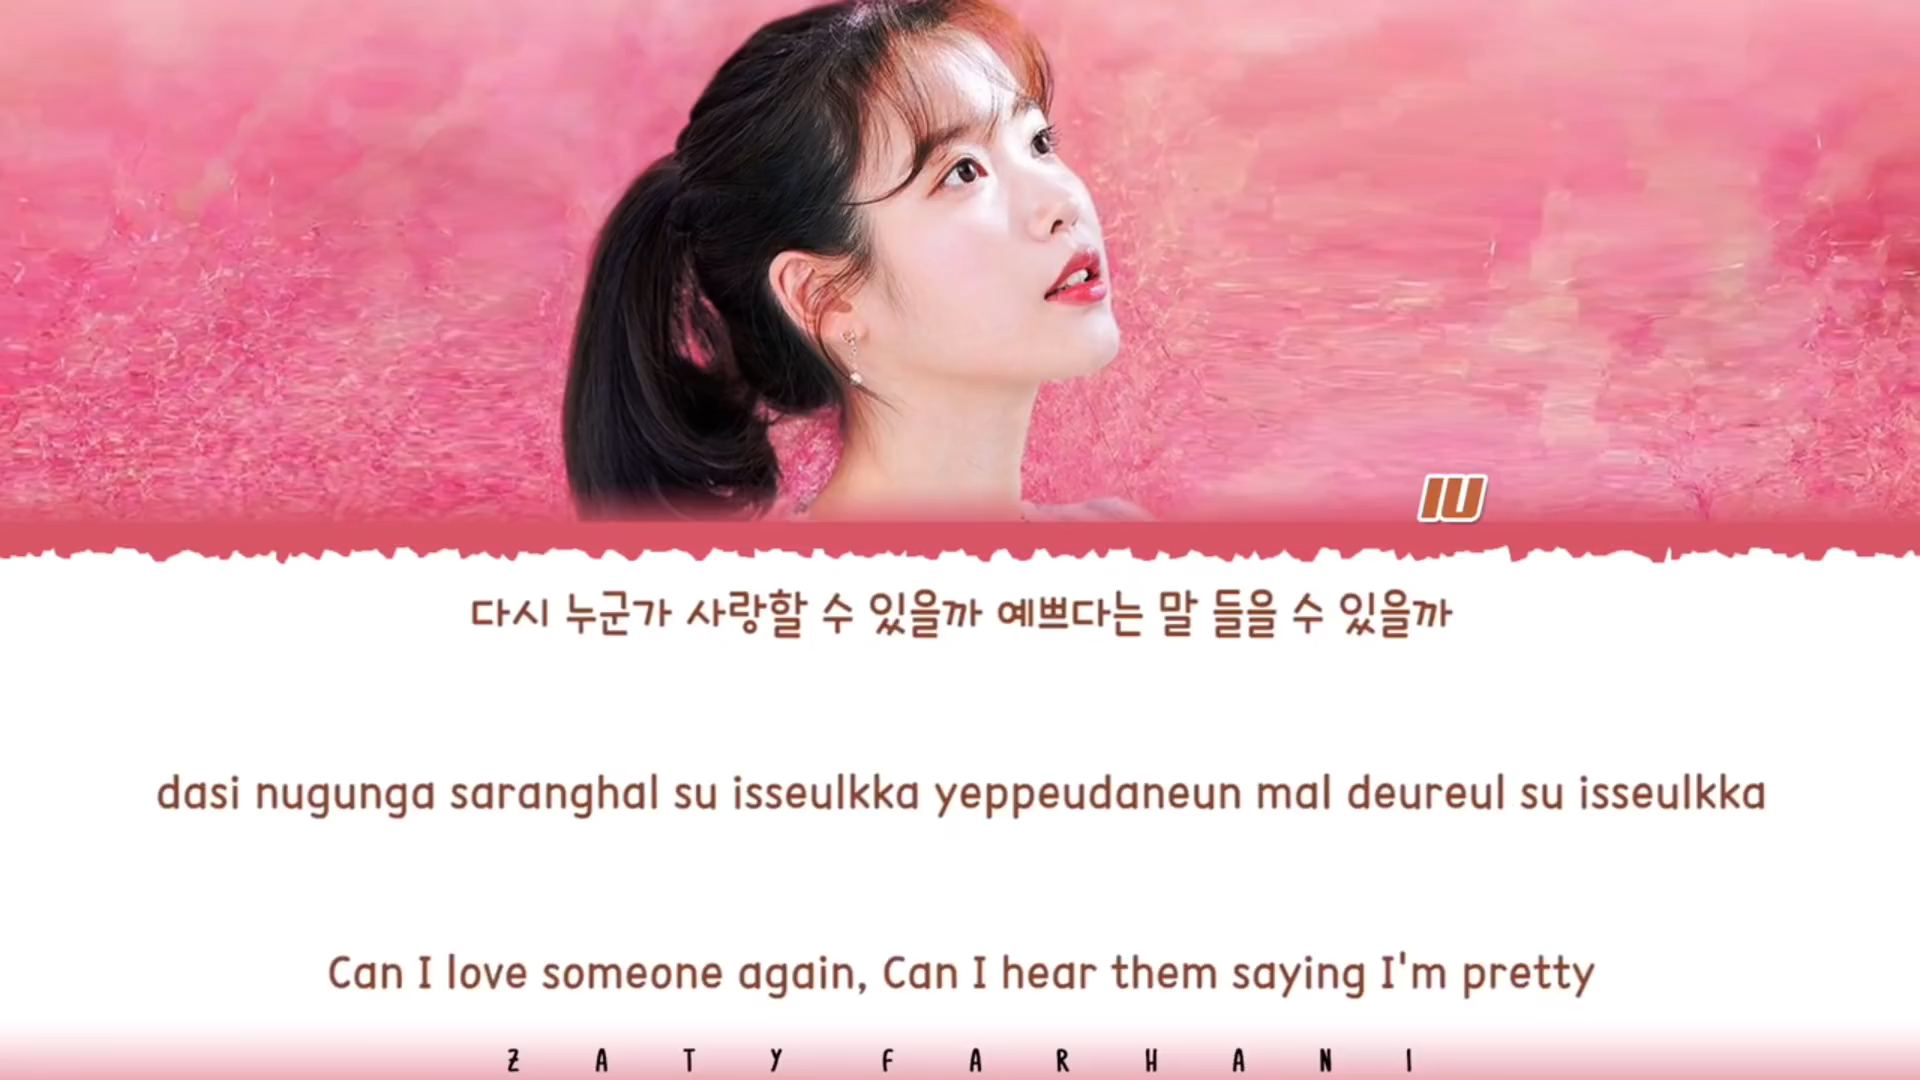 IU
다시 누군가 사랑할 수 있을까 예쁘다는 말 들을 수 있을까
dasi nugunga saranghal su isseulkka yeppeudaneun mal deureul su isseulkka
Can I love someone again, Can I hear them saying I'm pretty
ZATY FARHANI